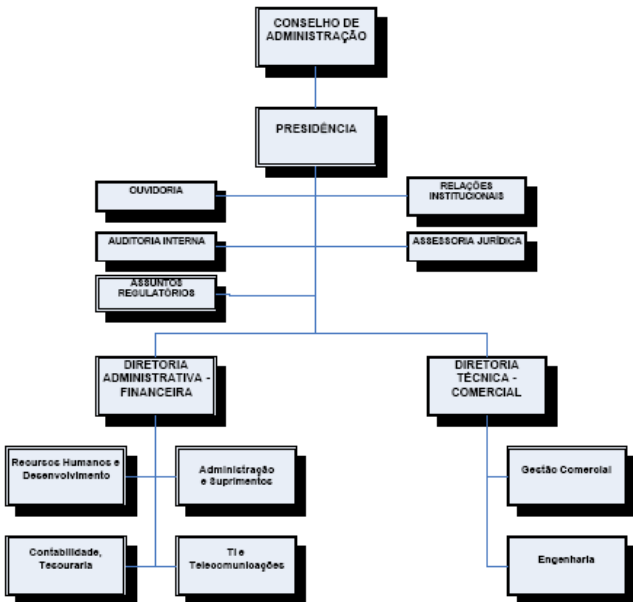 CONSELHO DE
ADMINISTRAÇÃO
PRESIDÊNCIA
OUVIDORIA
RELAÇÕES
INSTITUCIONAIS
AUDITORIA INTERNA
ASSESSORIA JURÍDICA
ASSUNTOS
REGULATÓRIOS
DIRETORIA
ADMINISTRATIVA -
FINANCEIRA
DIRETORIA
TÉCNICA -
COMERCIAL
Recursos Humanos e
Desenvolvimento
Administração
e Suprimentos
Gestão Comercial
Contabilidade,
Tesouraria
TI e
Telecomunicações
Engenharia